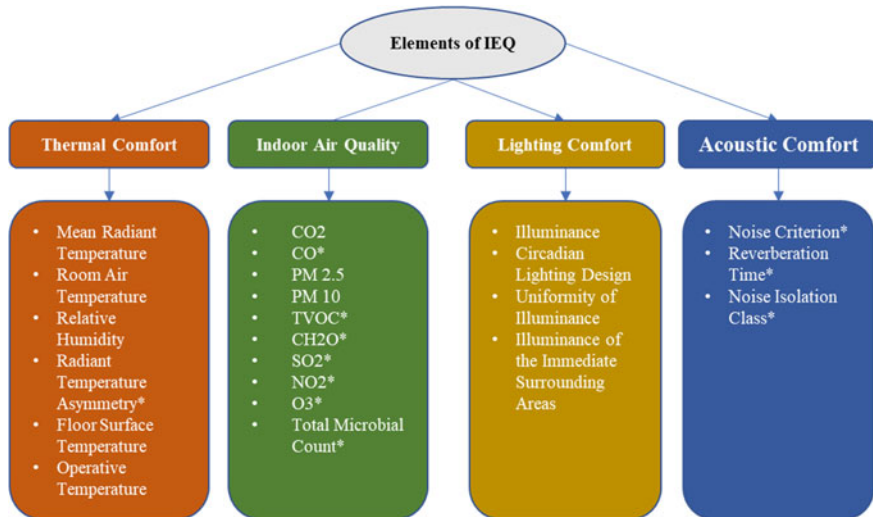 Elements of IEQ
Thermal Comfort
• Mean Radiant
Temperature
• Room Air
Temperature
• Relative
Humidity
• Radiant
Temperature
Asymmetry*
• Floor Surface
Temperature
• Operative
Temperature
Indoor Air Quality
• CO2
• CO*
• PM 2.5
• PM 10
• TVOC*
• CH2O*
• SO2*
• NO2*
• O3*
• Total Microbial
Count*
Lighting Comfort
• Illuminance
• Circadian
Lighting Design
• Uniformity of
Illuminance
• Illuminance of
the Immediate
Surrounding
Areas
Acoustic Comfort
• Noise Criterion*
• Reverberation
Time*
• Noise Isolation
Class*